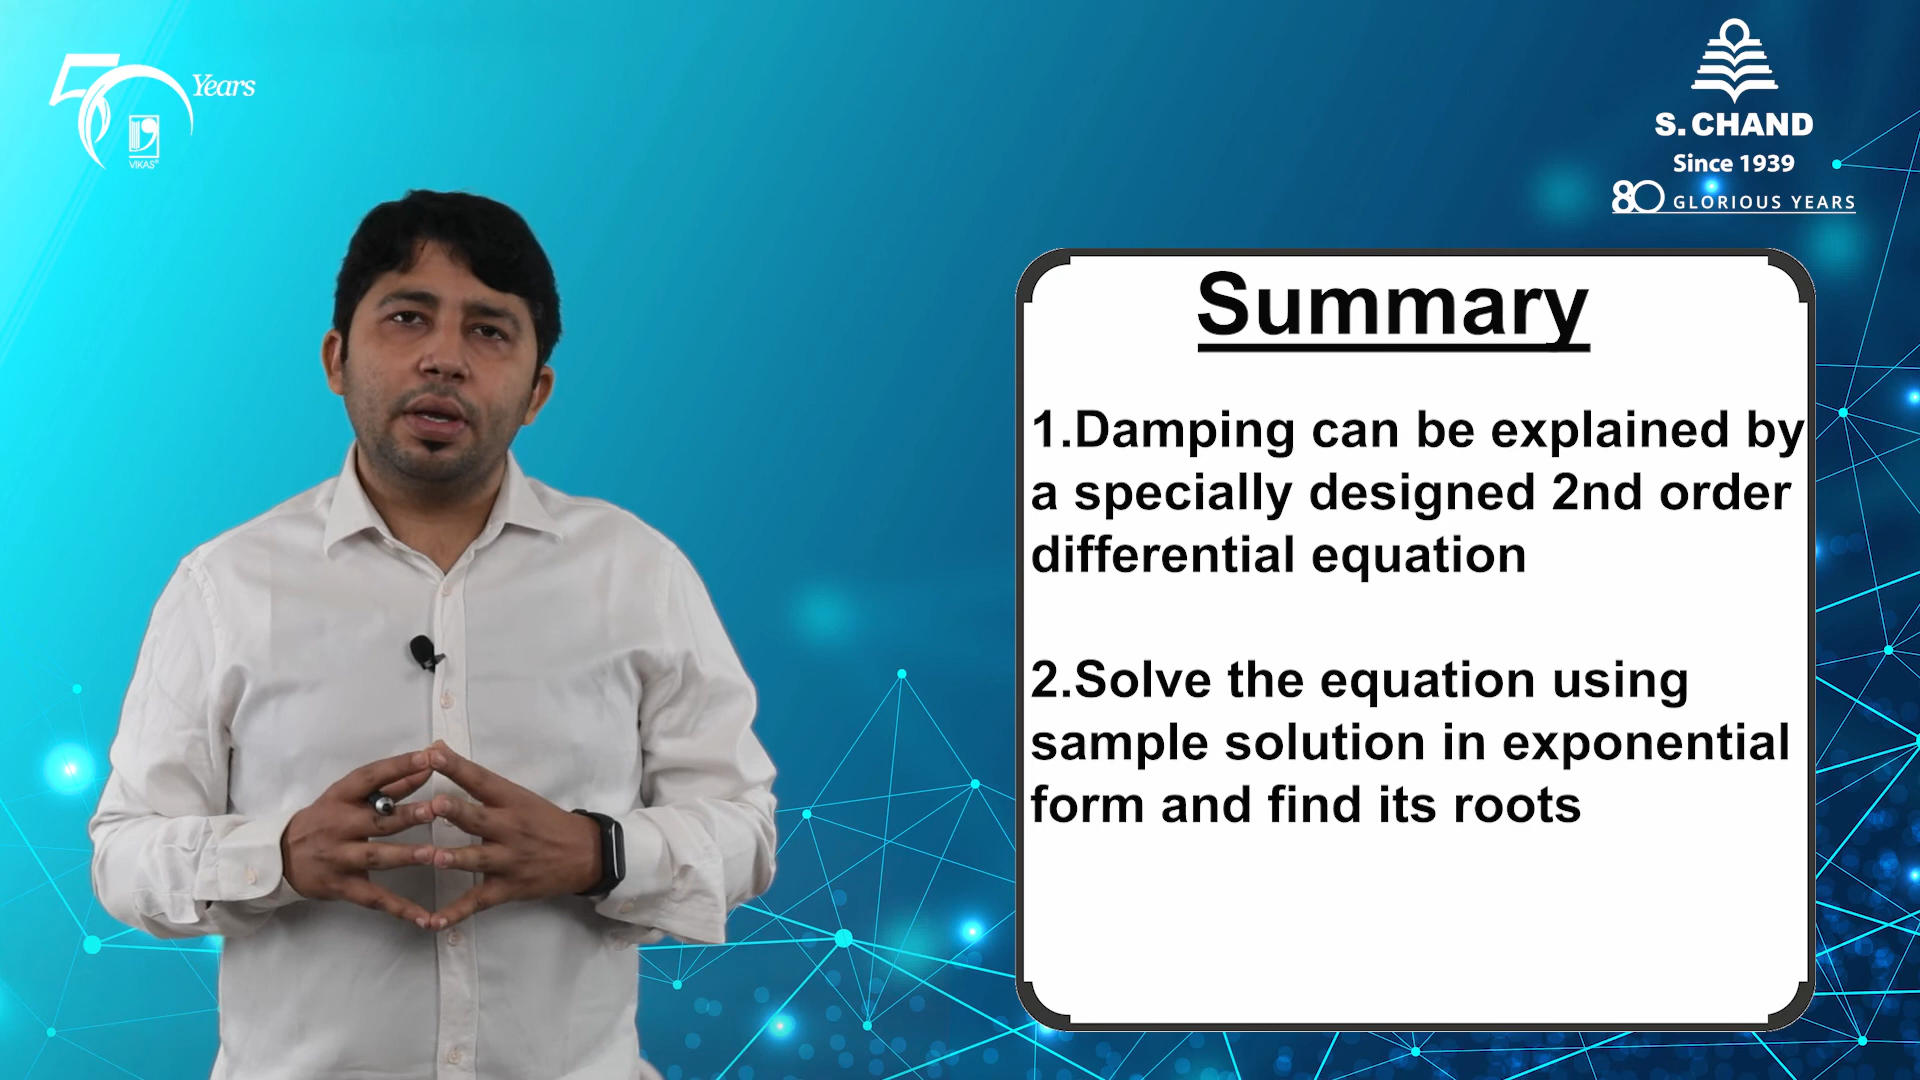 50 Years
VIKAS
S. CHAND
Since 1939
80 GLORIOUS YEARS
Summary
1.Damping can be explained by
a specially designed 2nd order
differential equation
2.Solve the equation using
sample solution in exponential
form and find its roots